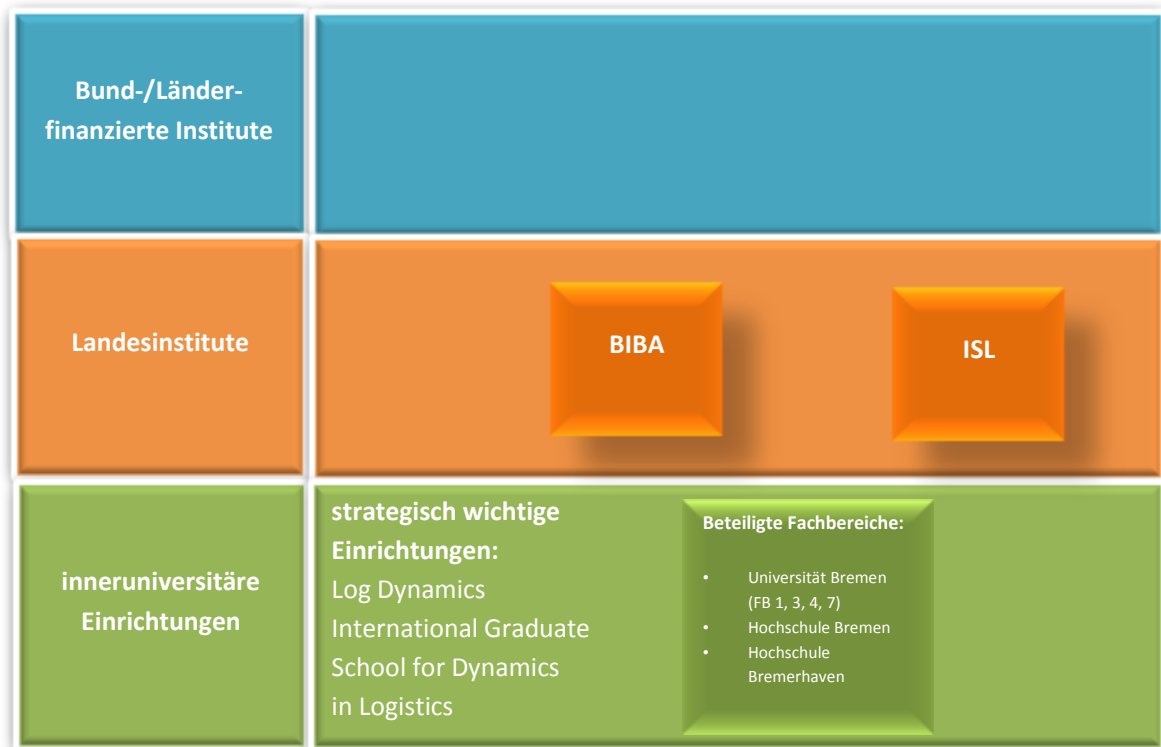 Bund-/Länder-
finanzierte Institute
Landesinstitute
BIBA
ISL
inneruniversitäre
Einrichtungen
strategisch wichtige
Einrichtungen:
Log Dynamics
International Graduate
School for Dynamics
in Logistics
Beteiligte Fachbereiche:
• Universität Bremen
(FB 1, 3, 4, 7)
• Hochschule Bremen
• Hochschule
Bremerhaven